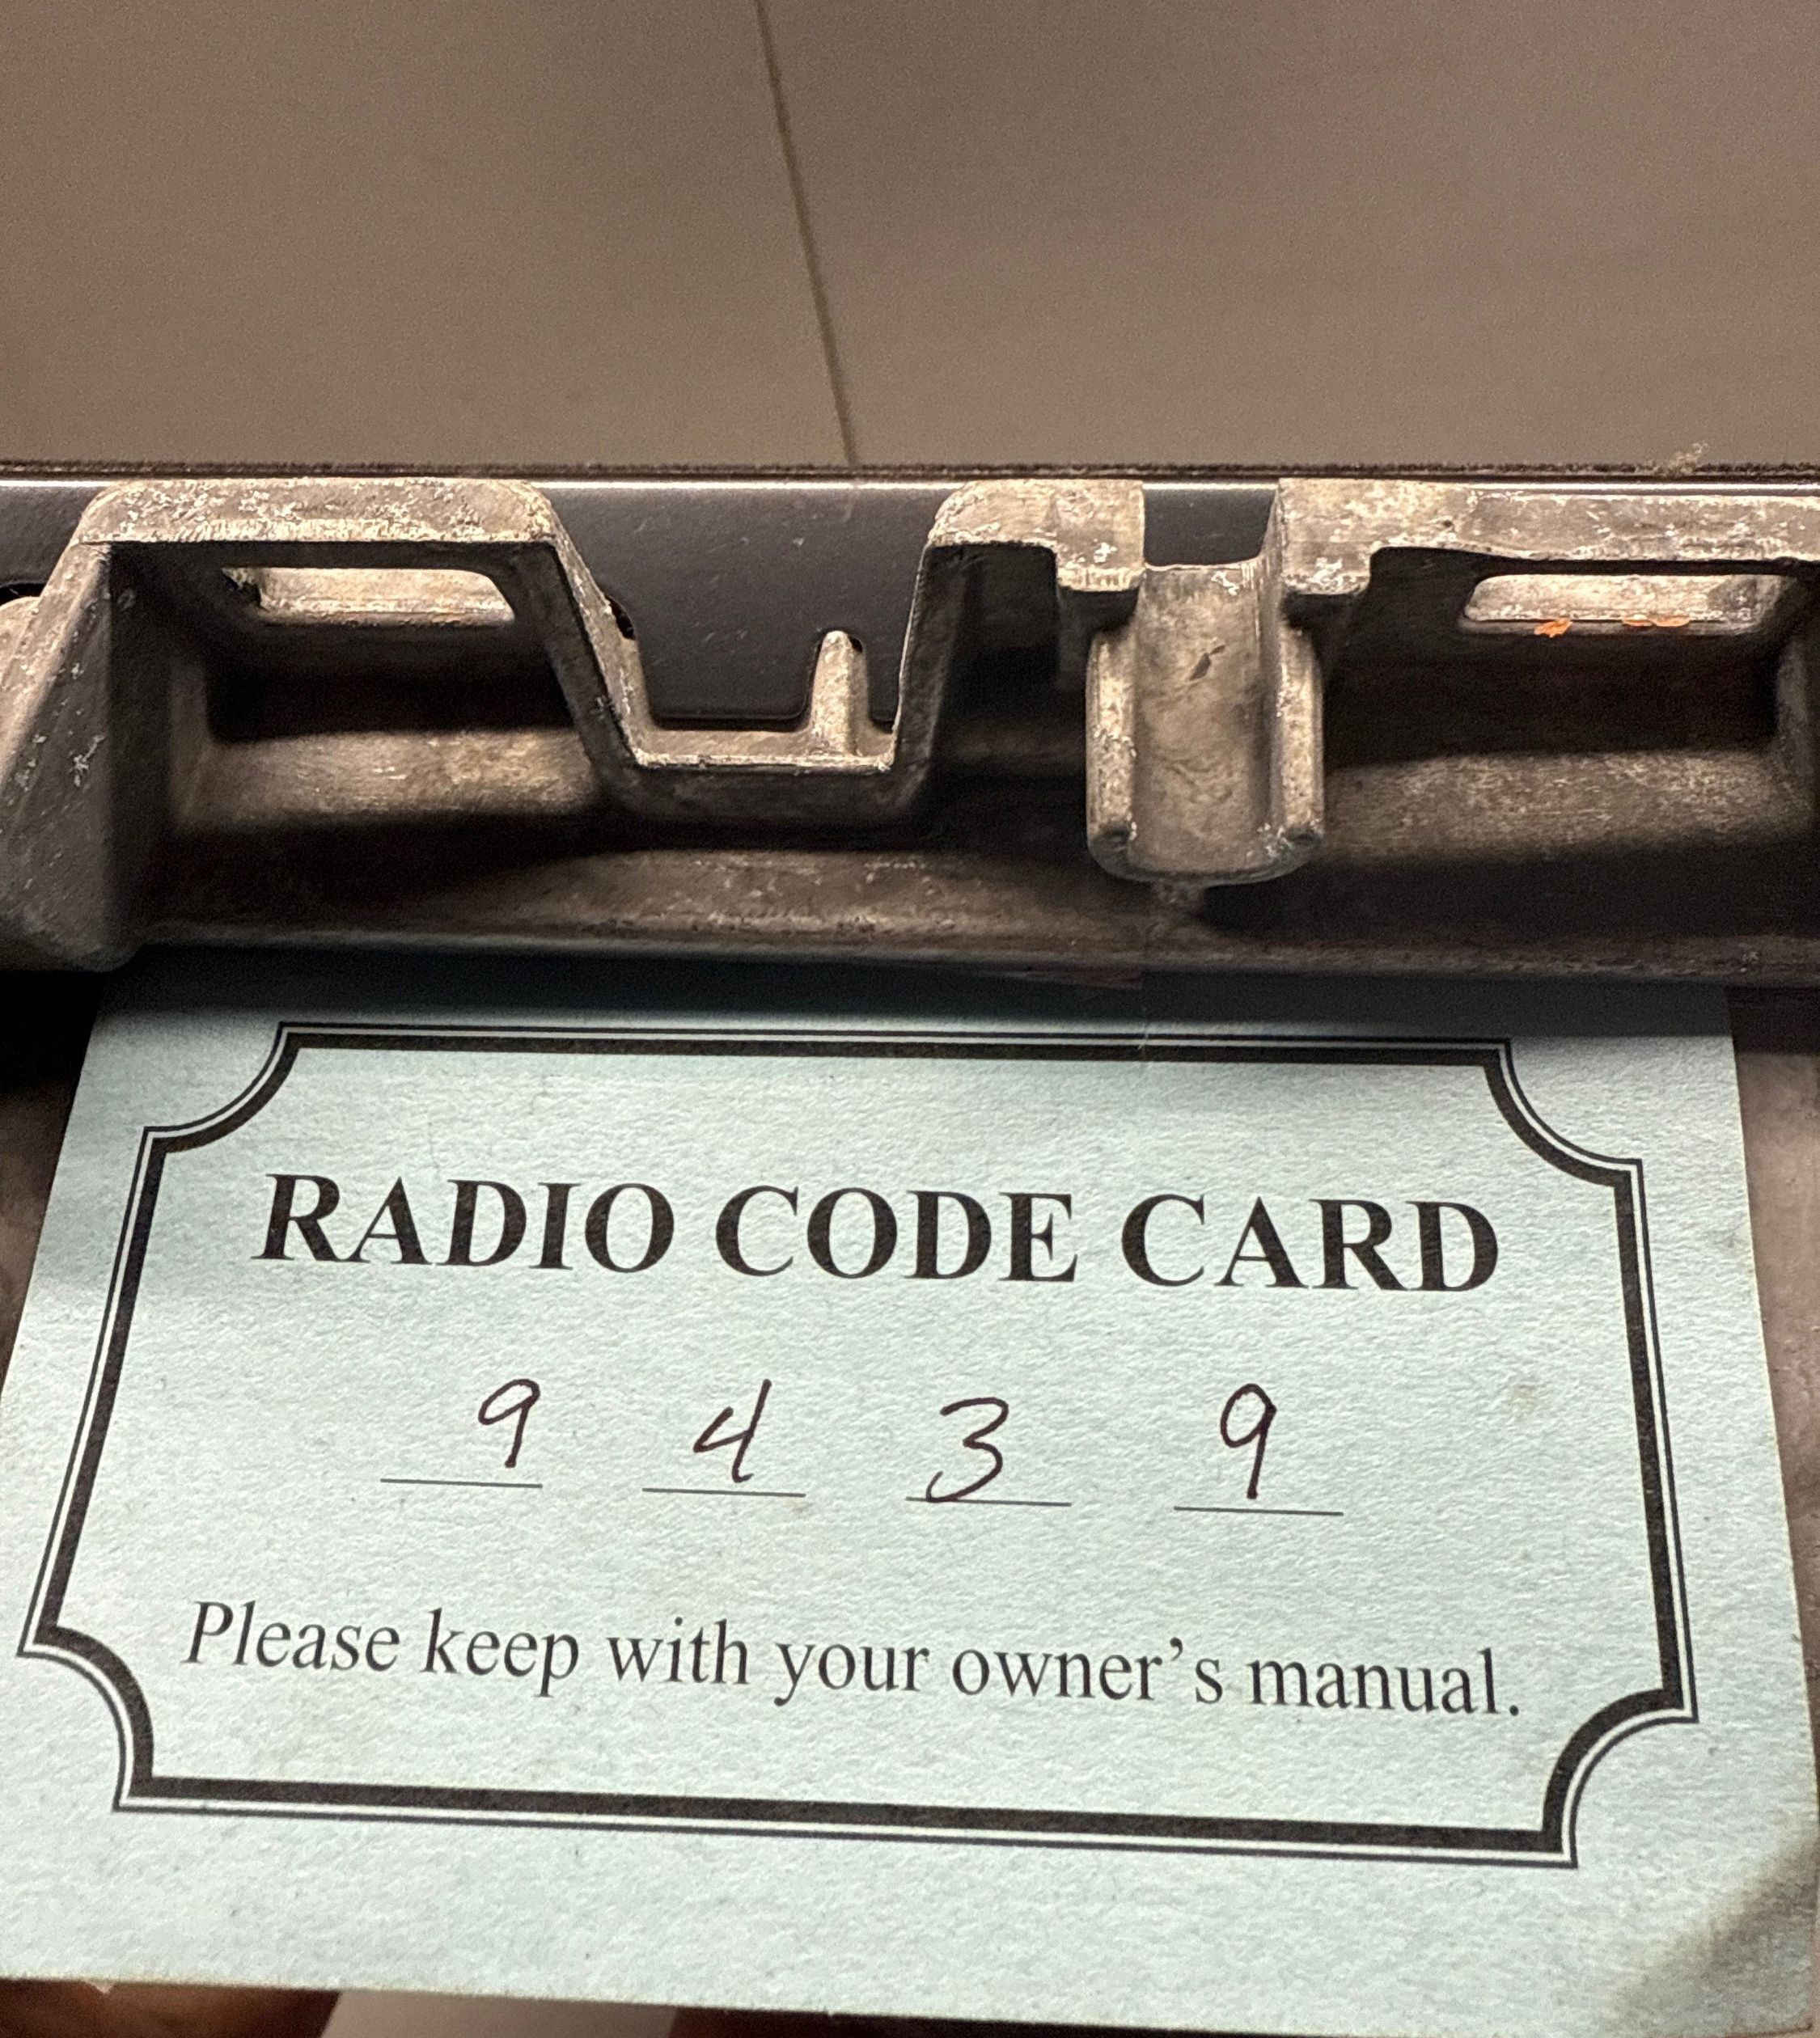 RADIO CODE CARD
9 4 3 9
Please keep with your owner's manual.